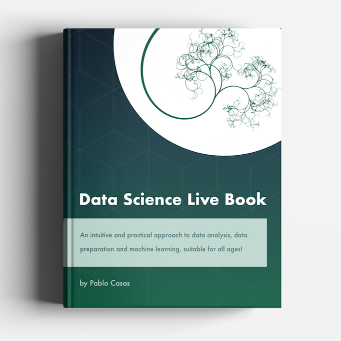 Data Science Live Book
An intuitive and practical approach to data analysis, data
preparation and machine learning, suitable for all ages!
by Pablo Casas